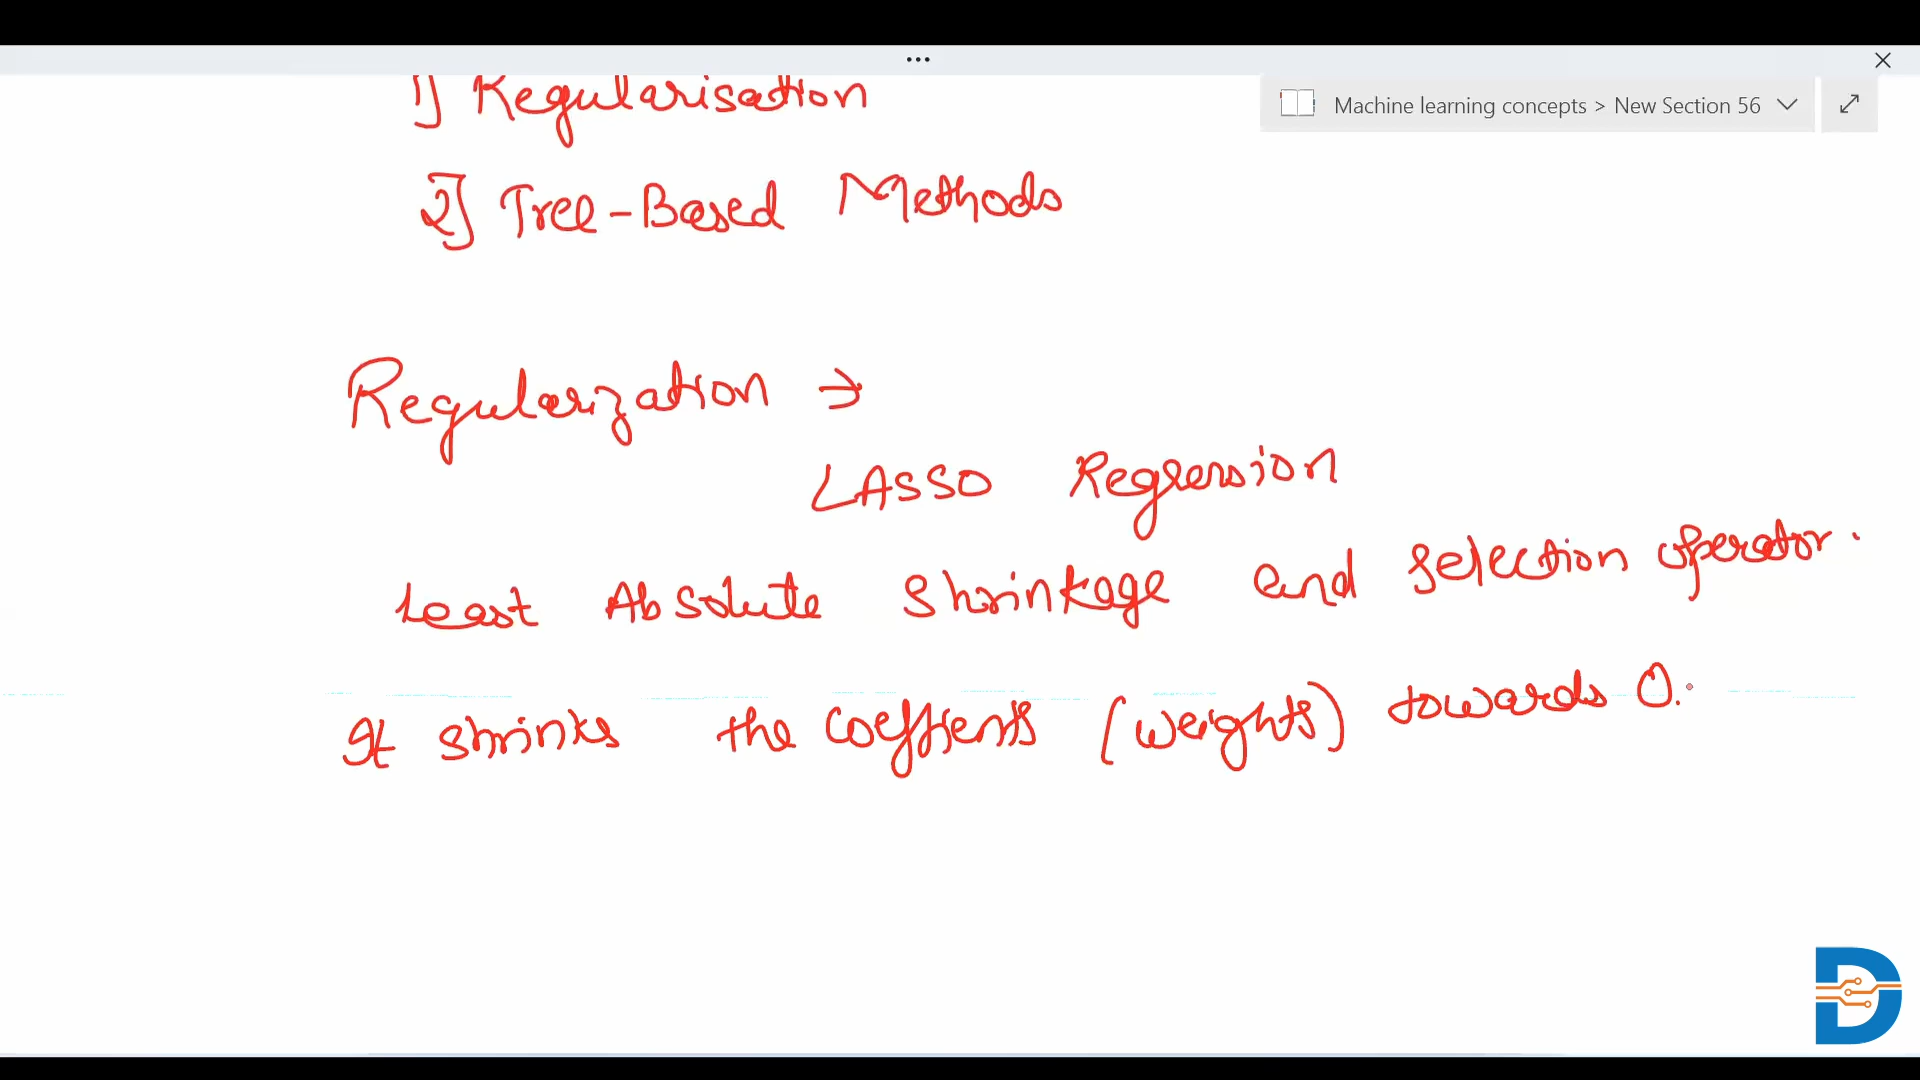 1] Regularisation
Machine learning concepts > New Section 56
2] Tree-Based Methods
Regularization →
LASSO Regression
Least Absolute Shrinkage and Selection operator.
It shrinks the Coefficients (weights) towards 0.